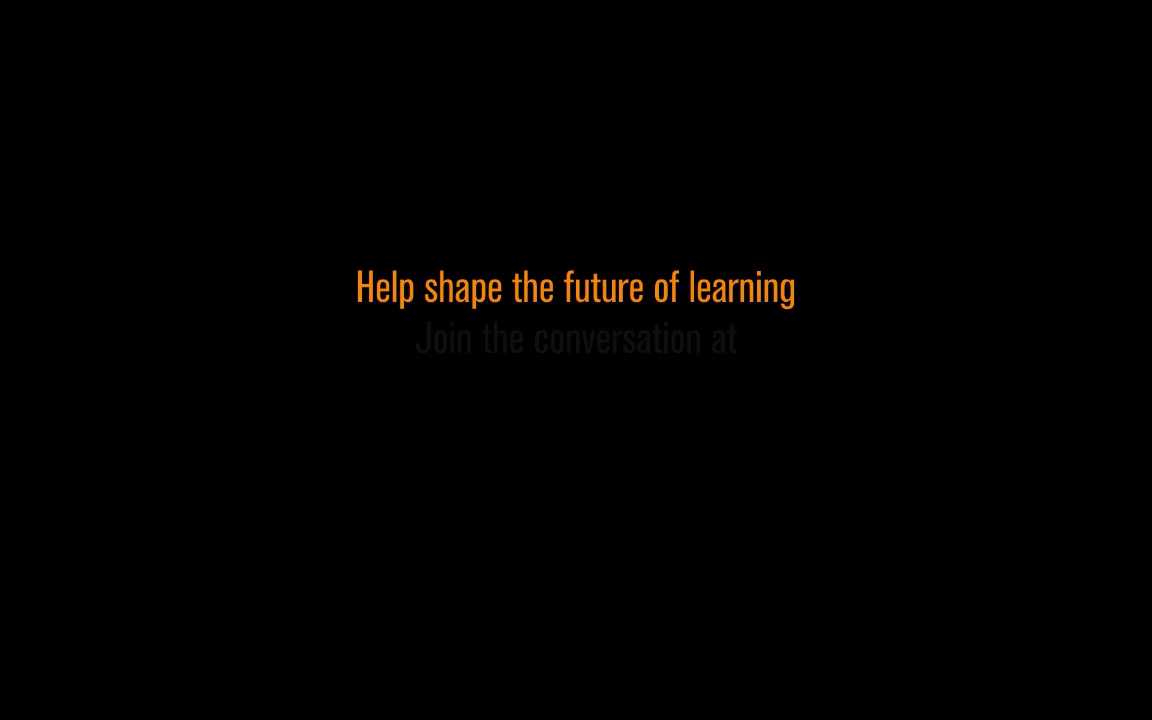 Help shape the future of learning
Join the conversation at